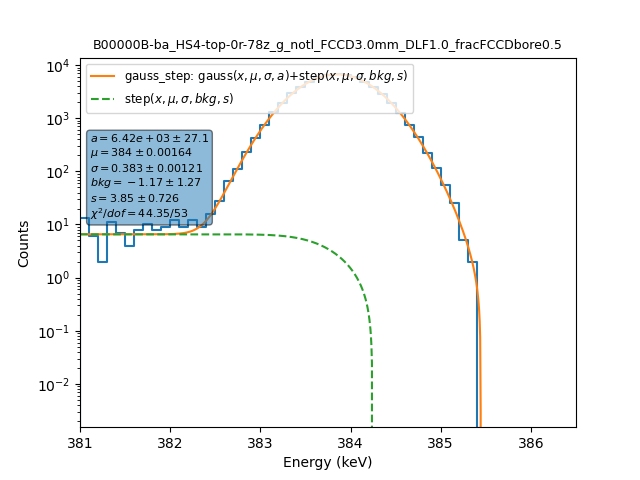 B00000B-ba_HS4-top-0r-78z_g_notl_FCCD3.0mm_DLF1.0_fracFCCDbore0.5
gauss_step: gauss(x, μ, σ, a)+step(x, μ, σ, bkg, s)
step(x, μ, σ, bkg, s)
a = 6.42e + 03 ± 27.1
μ = 384 ± 0.00164
σ = 0.383 ± 0.00121
bkg = −1.17 ± 1.27
s = 3.85 ± 0.726
χ²/dof = 44.35/53
10⁴
10³
10²
10¹
10⁰
10⁻¹
10⁻²
Counts
381 382 383 384 385 386
Energy (keV)